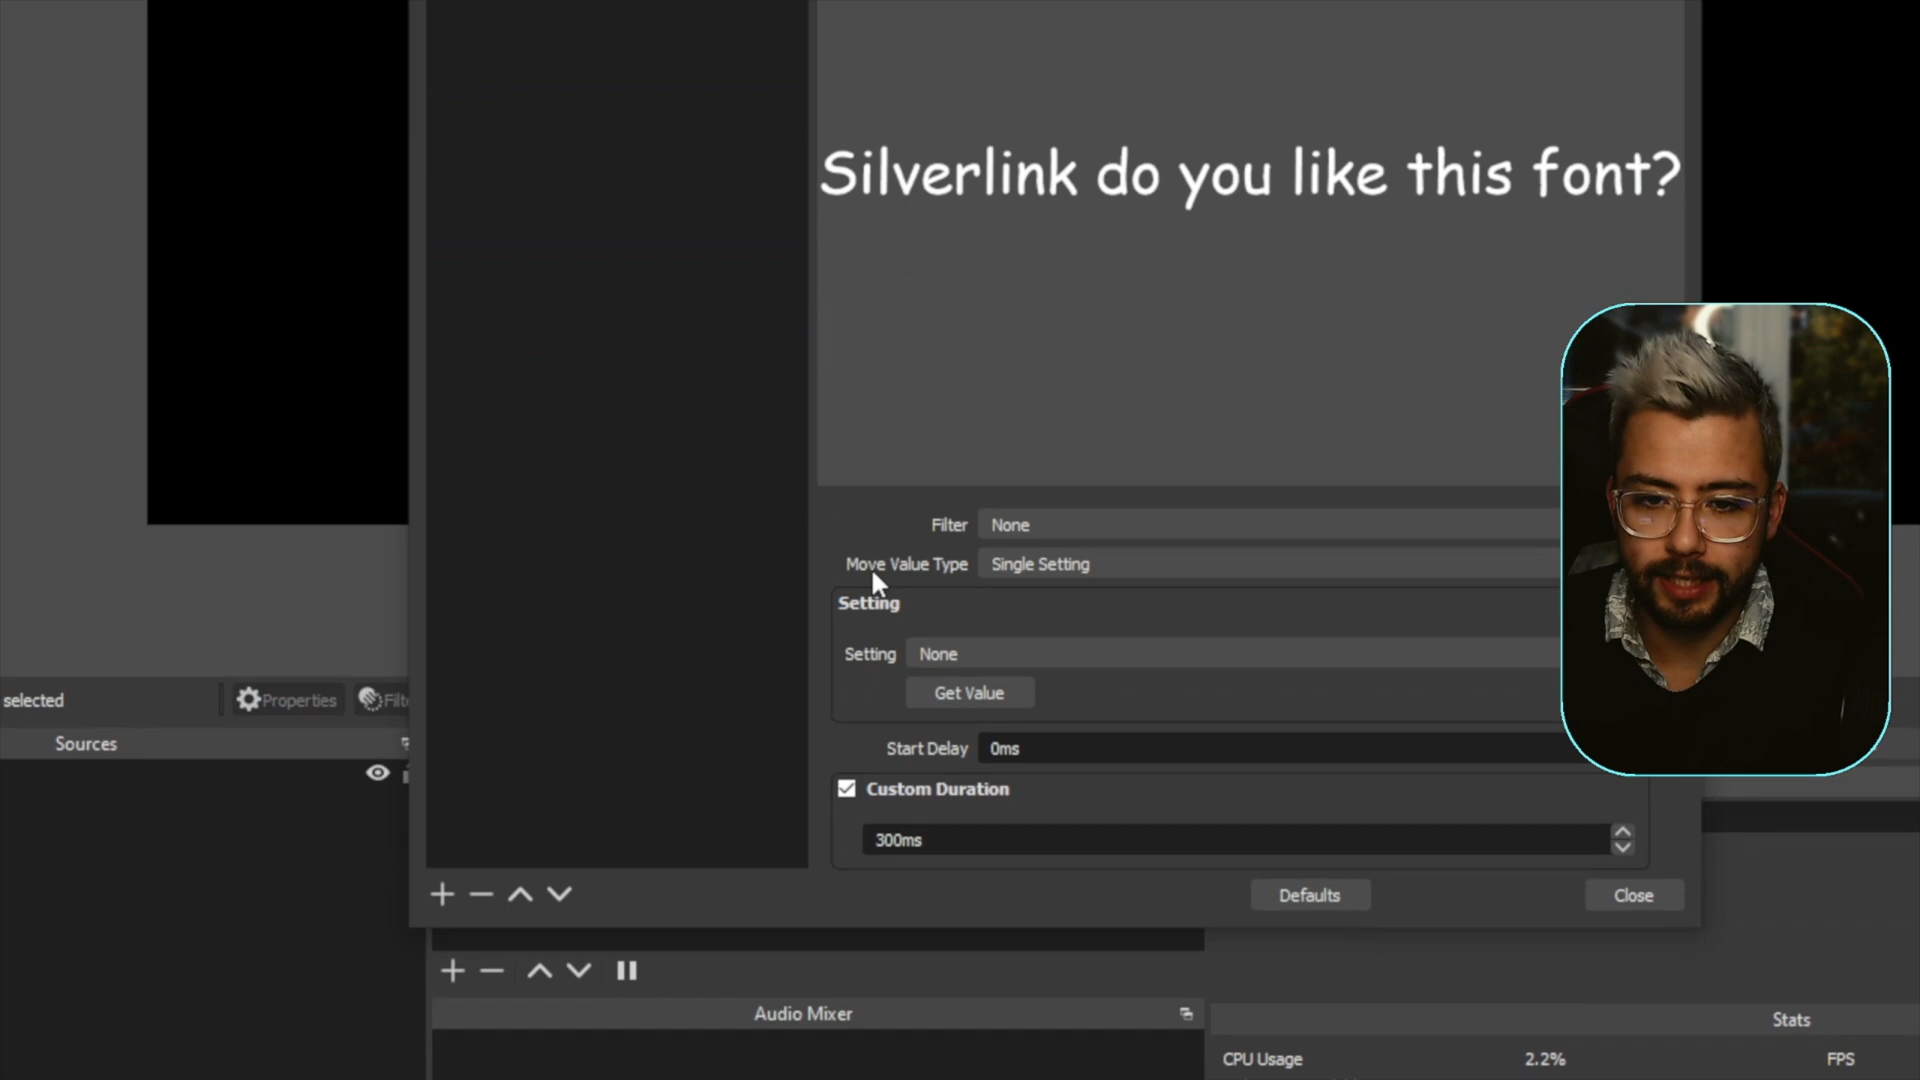 Silverlink do you like this font?
Filter None
Move Value Type Single Setting
Setting
Setting None
Get Value
Start Delay 0ms
Custom Duration
300ms
Defaults Close
selected Properties Filt
Sources
Audio Mixer
Stats
CPU Usage 2.2% FPS